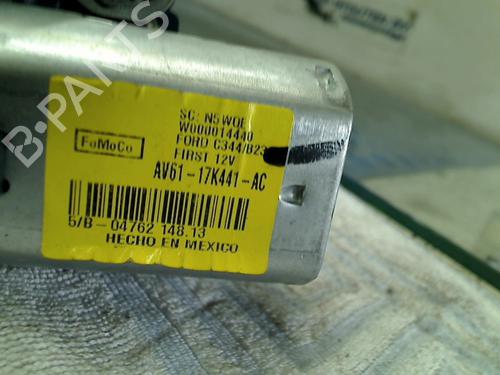 SC: N5WOE
W000014440
FORD C344/B23
FIRST 12V
FoMoCo
AV61-17K441-AC
5/B-04762 148.13
HECHO EN MEXICO
B-PARTS